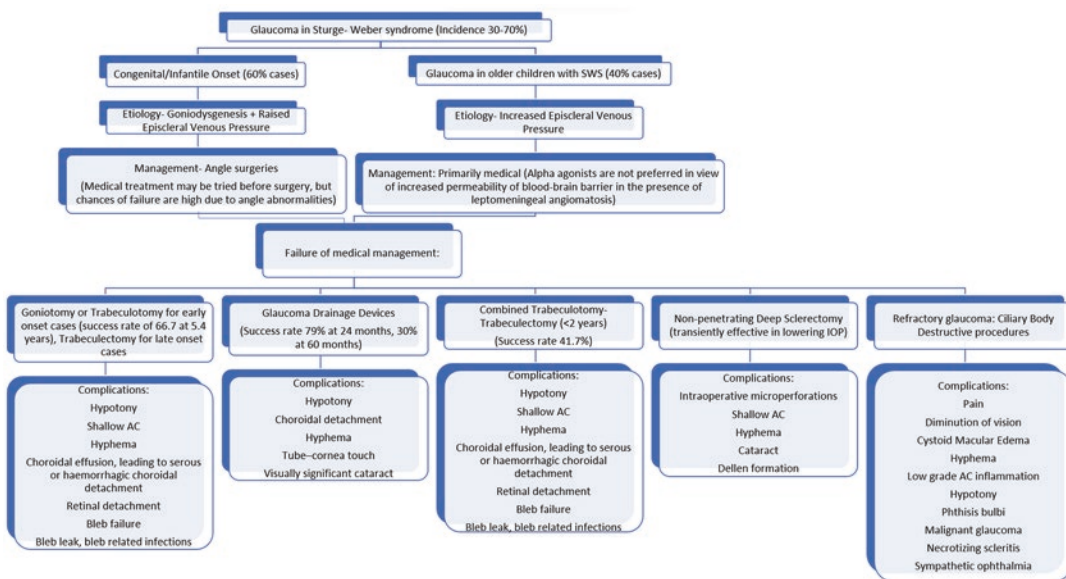 Glaucoma in Sturge- Weber syndrome (Incidence 30-70%)
Congenital/Infantile Onset (60% cases)
Glaucoma in older children with SWS (40% cases)
Etiology- Goniodysgenesis + Raised
Episcleral Venous Pressure
Etiology- Increased Episcleral Venous
Pressure
Management- Angle surgeries
(Medical treatment may be tried before surgery, but
chances of failure are high due to angle abnormalities)
Management: Primarily medical (Alpha agonists are not preferred in view
of increased permeability of blood-brain barrier in the presence of
leptomeningeal angiomatosis)
Failure of medical management:
Goniotomy or Trabeculotomy for early
onset cases (success rate of 66.7 at 5.4
years), Trabeculectomy for late onset
cases
Complications:
Hypotony
Shallow AC
Hyphema
Choroidal effusion, leading to serous
or haemorrhagic choroidal
detachment
Retinal detachment
Bleb failure
Bleb leak, bleb related infections
Glaucoma Drainage Devices
(Success rate 79% at 24 months, 30%
at 60 months)
Complications:
Hypotony
Choroidal detachment
Hyphema
Tube–cornea touch
Visually significant cataract
Combined Trabeculotomy-
Trabeculectomy (<2 years)
(Success rate 41.7%)
Complications:
Hypotony
Shallow AC
Hyphema
Choroidal effusion, leading to serous
or haemorrhagic choroidal
detachment
Retinal detachment
Bleb failure
Bleb leak, bleb related infections
Non-penetrating Deep Sclerectomy
(transiently effective in lowering IOP)
Complications:
Intraoperative microperforations
Shallow AC
Hyphema
Cataract
Dellen formation
Refractory glaucoma: Ciliary Body
Destructive procedures
Complications:
Pain
Diminution of vision
Cystoid Macular Edema
Hyphema
Low grade AC inflammation
Hypotony
Phthisis bulbi
Malignant glaucoma
Necrotizing scleritis
Sympathetic ophthalmia